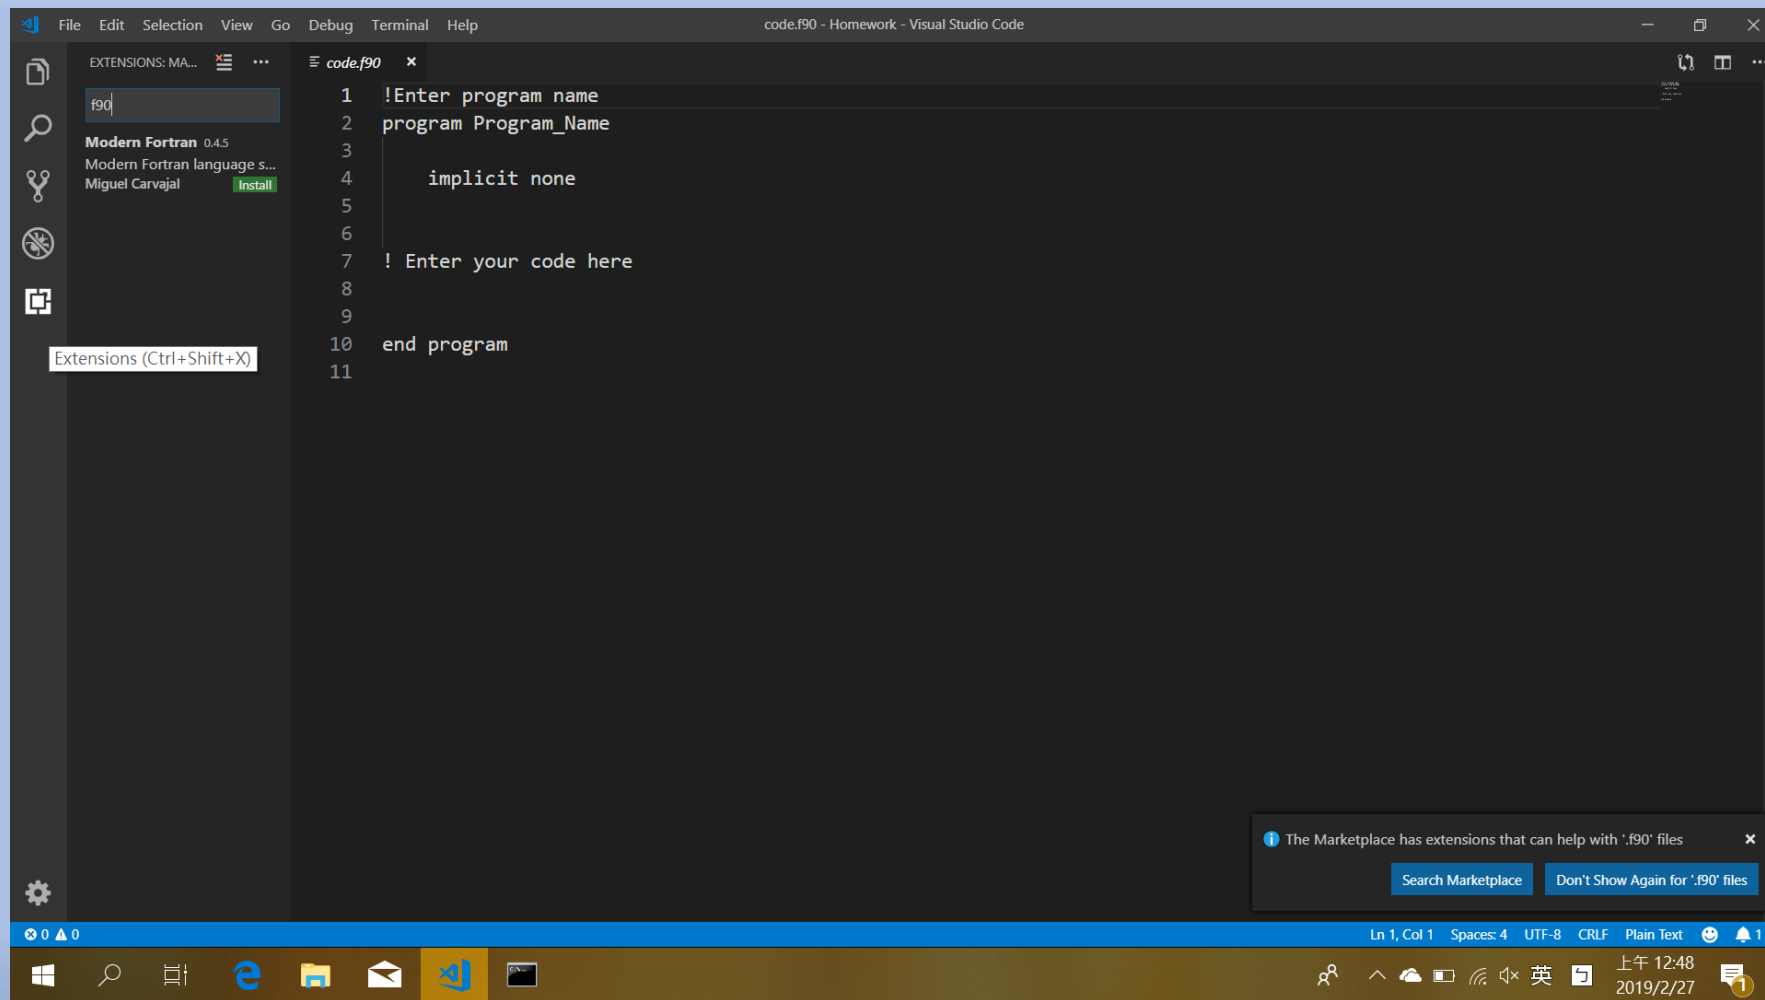 File Edit Selection View Go Debug Terminal Help
code.f90 - Homework - Visual Studio Code
EXTENSIONS: MA...
code.f90
f90
Modern Fortran 0.4.5
Modern Fortran language s...
Miguel Carvajal Install
Extensions (Ctrl+Shift+X)
1 !Enter program name
2 program Program_Name
3
4 implicit none
5
6
7 ! Enter your code here
8
9
10 end program
11
The Marketplace has extensions that can help with '.f90' files
Search Marketplace Don't Show Again for '.f90' files
0 0
Ln 1, Col 1 Spaces: 4 UTF-8 CRLF Plain Text 1
英 ㄅ
上午 12:48
2019/2/27
1